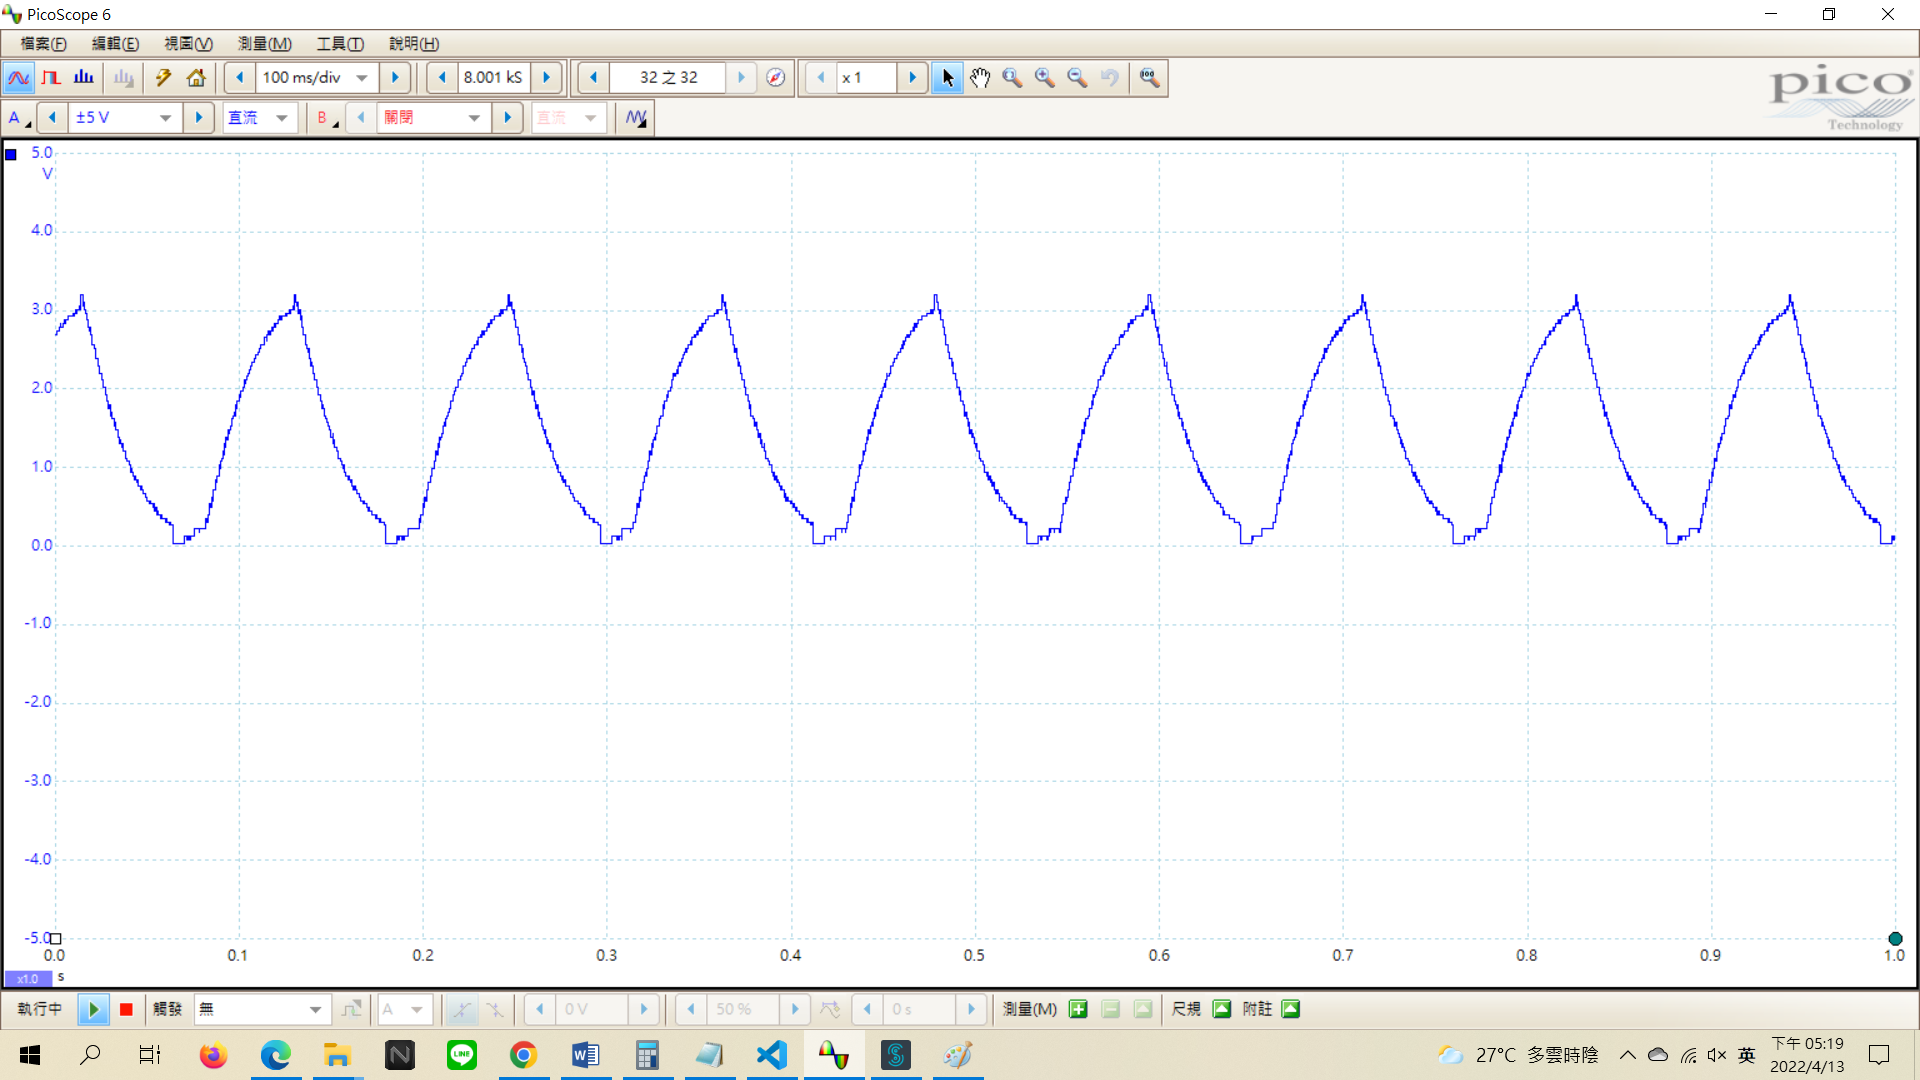 PicoScope 6
檔案(F) 編輯(E) 視圖(V) 測量(M) 工具(T) 說明(H)
100 ms/div 8.001 kS 32 之 32 x 1
pico
Technology
A ±5 V 直流 B 關閉 直流
5.0
V
4.0
3.0
2.0
1.0
0.0
-1.0
-2.0
-3.0
-4.0
-5.0
0.0 0.1 0.2 0.3 0.4 0.5 0.6 0.7 0.8 0.9 1.0
x1.0 s
執行中 觸發 無 A 0 V 50 % 0 s 測量(M) 尺規 附註
27°C 多雲時陰 英 下午 05:19
2022/4/13